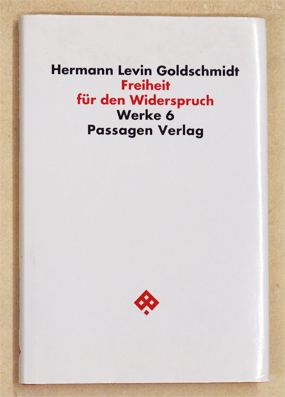 Hermann Levin Goldschmidt
Freiheit
für den Widerspruch
Werke 6
Passagen Verlag